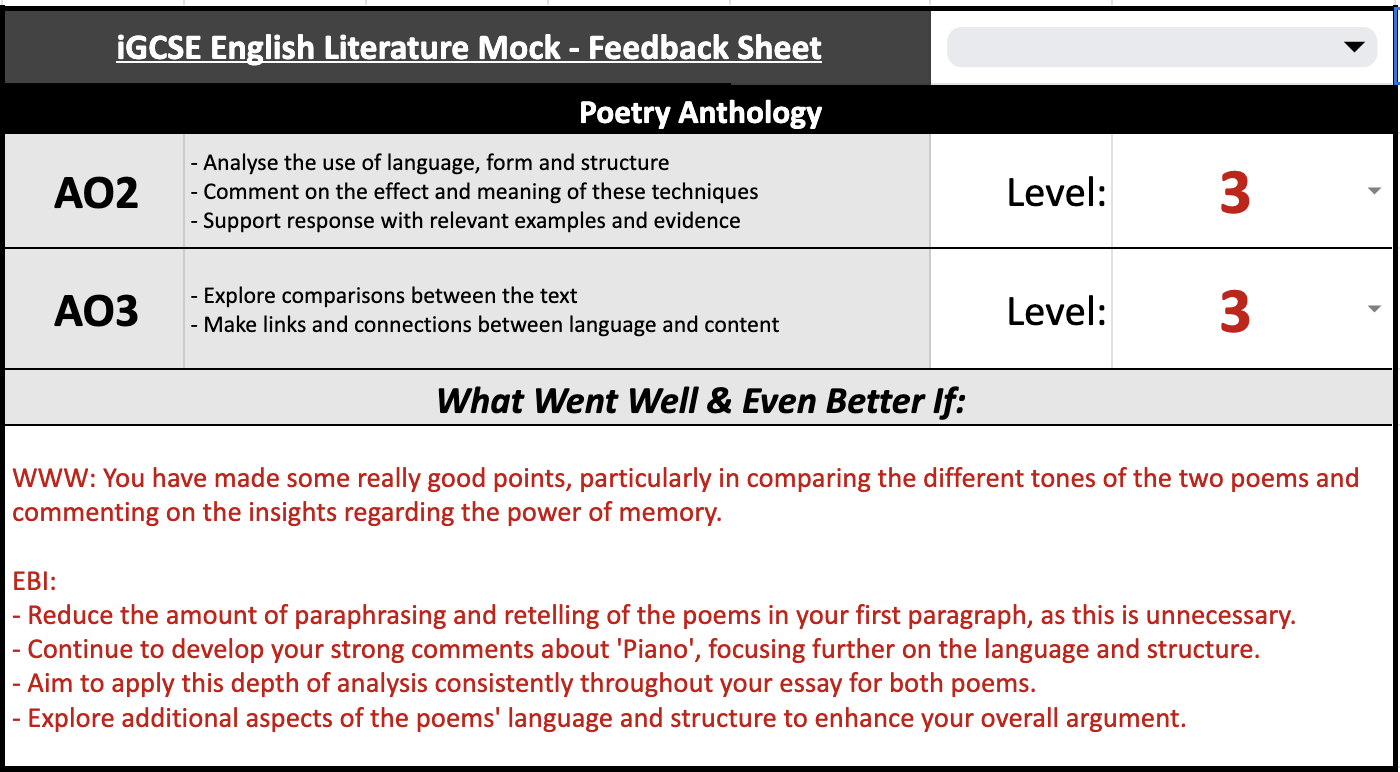 iGCSE English Literature Mock - Feedback Sheet
Poetry Anthology
AO2
- Analyse the use of language, form and structure
- Comment on the effect and meaning of these techniques
- Support response with relevant examples and evidence
Level:
3
AO3
- Explore comparisons between the text
- Make links and connections between language and content
Level:
3
What Went Well & Even Better If:
WWW: You have made some really good points, particularly in comparing the different tones of the two poems and
commenting on the insights regarding the power of memory.
EBI:
- Reduce the amount of paraphrasing and retelling of the poems in your first paragraph, as this is unnecessary.
- Continue to develop your strong comments about 'Piano', focusing further on the language and structure.
- Aim to apply this depth of analysis consistently throughout your essay for both poems.
- Explore additional aspects of the poems' language and structure to enhance your overall argument.